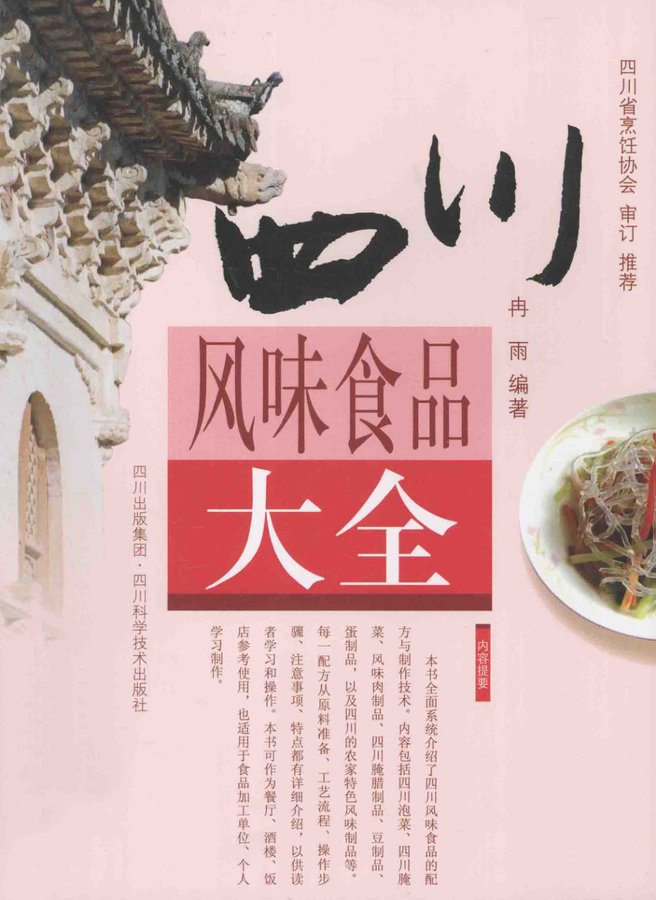 四川省烹饪协会 审订 推荐
四川
冉 雨 编著
风味食品
大全
四川出版集团·四川科学技术出版社
内容提要
本书全面系统介绍了四川风味食品的配
方与制作技术。内容包括四川泡菜、四川腌
菜、风味肉制品、四川腌腊制品、豆制品、
蛋制品，以及四川的农家特色风味制品等。
每一配方从原料准备、工艺流程、操作步
骤、注意事项、特点都有详细介绍，以供读
者学习和操作。本书可作为餐厅、酒楼、饭
店参考使用，也适用于食品加工单位、个人
学习制作。